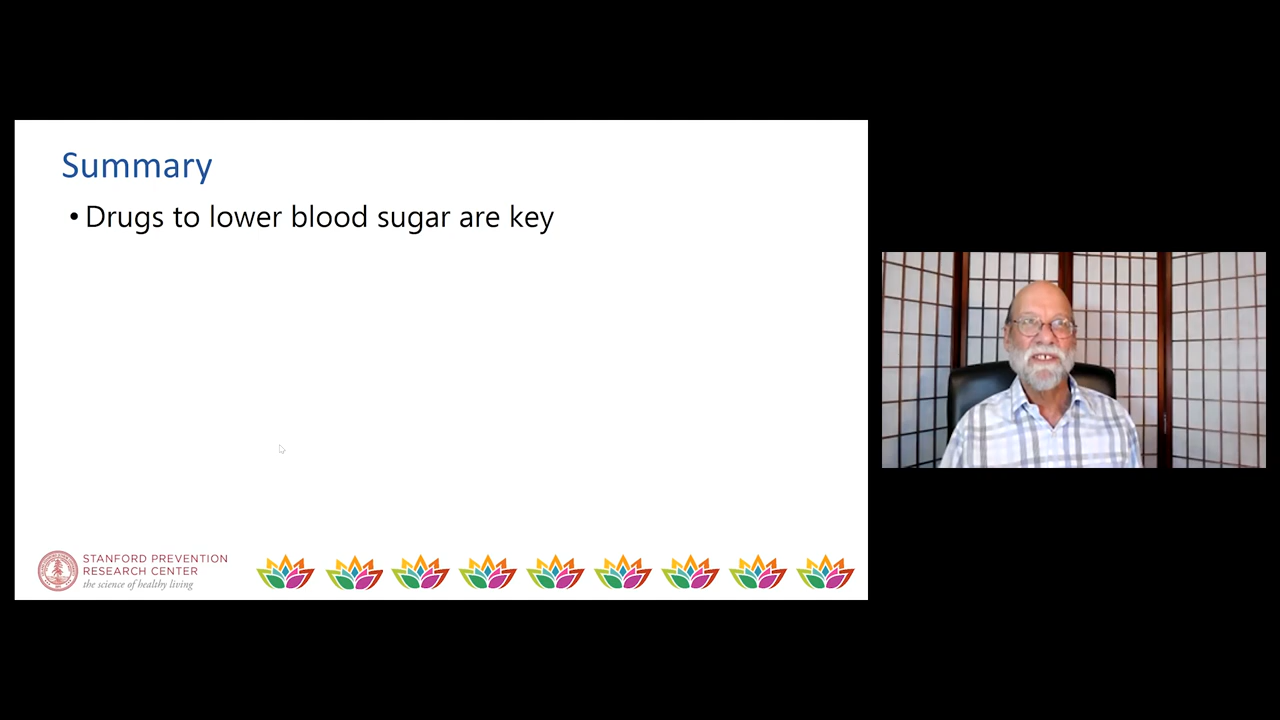 Summary
• Drugs to lower blood sugar are key
STANFORD PREVENTION
RESEARCH CENTER
the science of healthy living